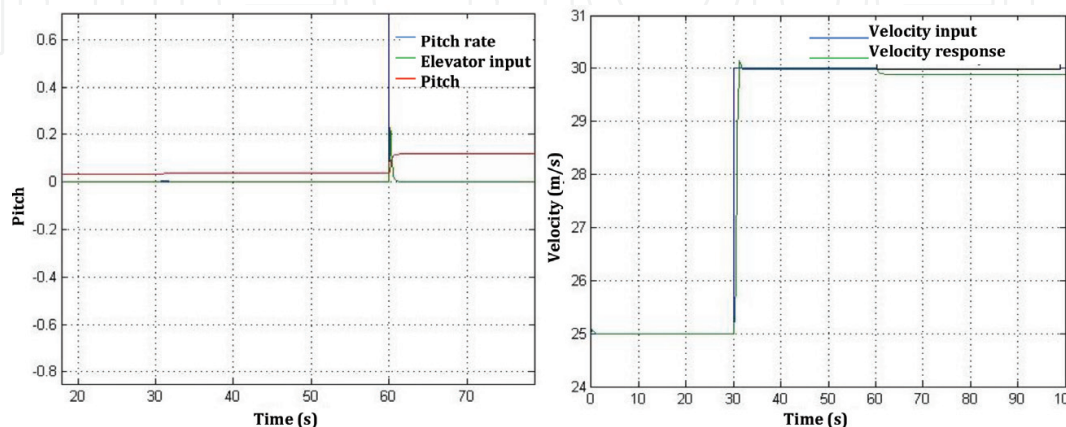 0.6
0.4
0.2
0
-0.2
-0.4
-0.6
-0.8
Pitch
Pitch rate
Elevator input
Pitch
20 30 40 50 60 70
Time (s)
31
30
29
28
27
26
25
24
Velocity (m/s)
Velocity input
Velocity response
0 10 20 30 40 50 60 70 80 90 10
Time (s)